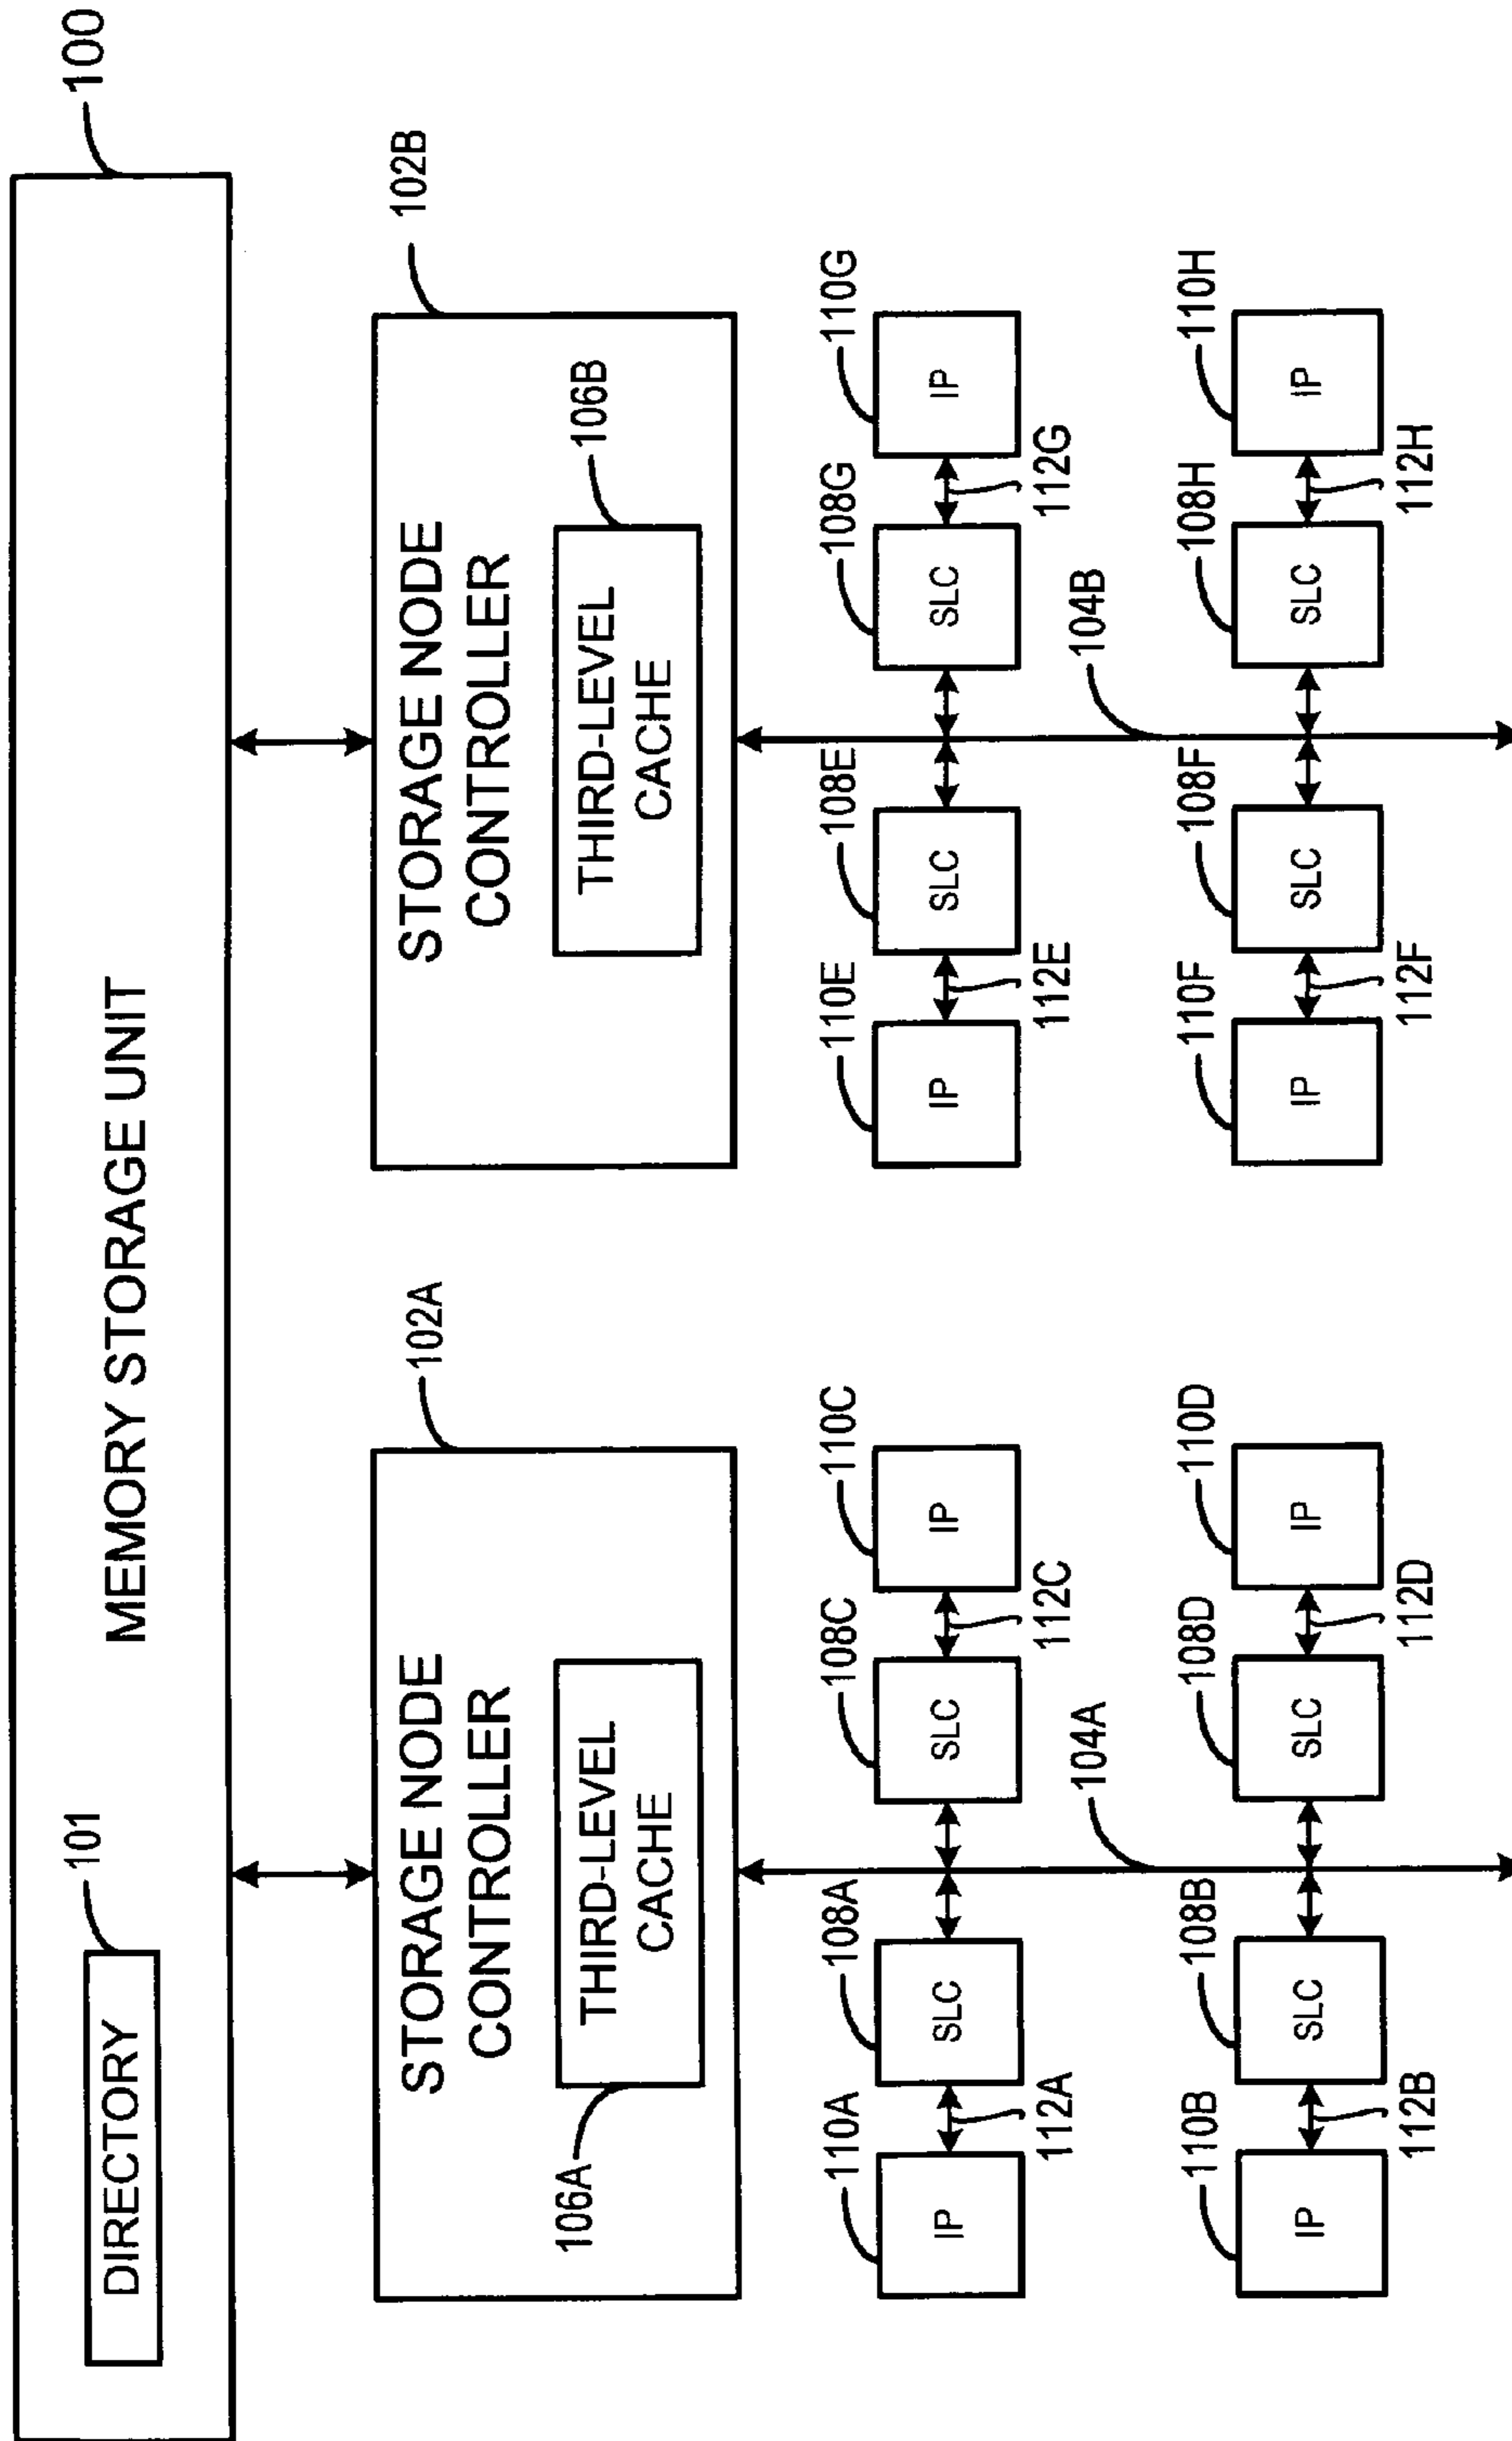 100
MEMORY STORAGE UNIT
101
DIRECTORY
102A
102B
STORAGE NODE
CONTROLLER
THIRD-LEVEL
CACHE
106A
STORAGE NODE
CONTROLLER
THIRD-LEVEL
CACHE
106B
110A
108A
108C
110C
110E
108E
108G
110G
IP
SLC
SLC
IP
IP
SLC
SLC
IP
112A
112C
112E
112G
104A
104B
110B
108B
108D
110D
110F
108F
108H
110H
IP
SLC
SLC
IP
IP
SLC
SLC
IP
112B
112D
112F
112H